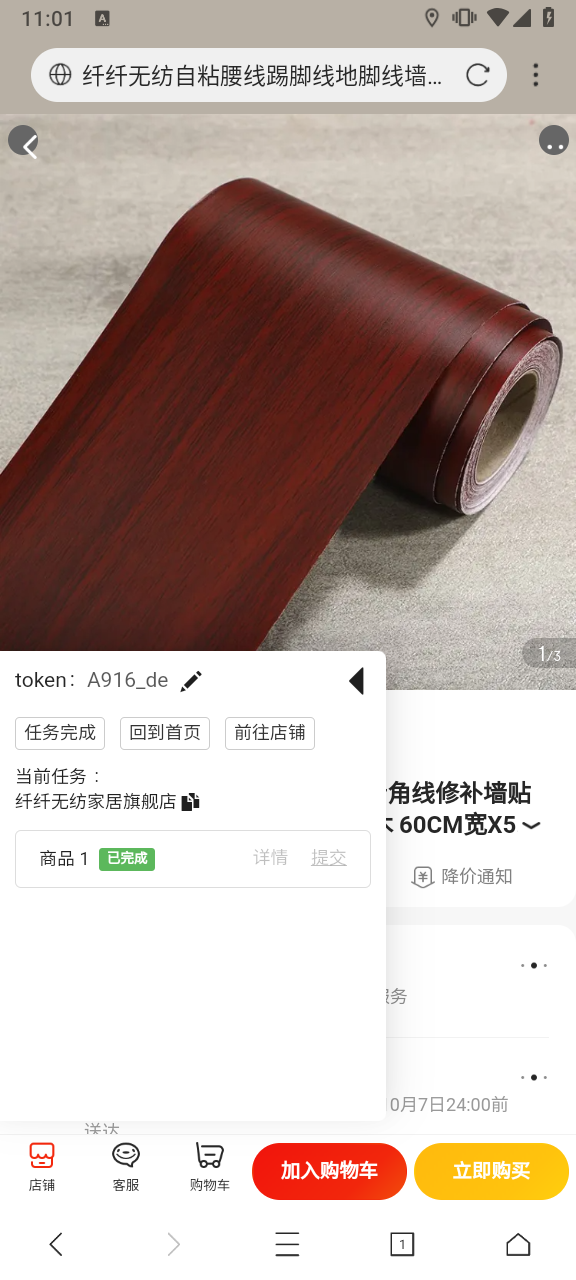 11:01
纤纤无纺自粘腰线踢脚线地脚线墙...
1/3
token: A916_de
任务完成 回到首页 前往店铺
当前任务：
纤纤无纺家居旗舰店
角线修补墙贴
60CM宽X5
商品 1 已完成 详情 提交
降价通知
务
0月7日24:00前
送达
店铺 客服 购物车 加入购物车 立即购买
1